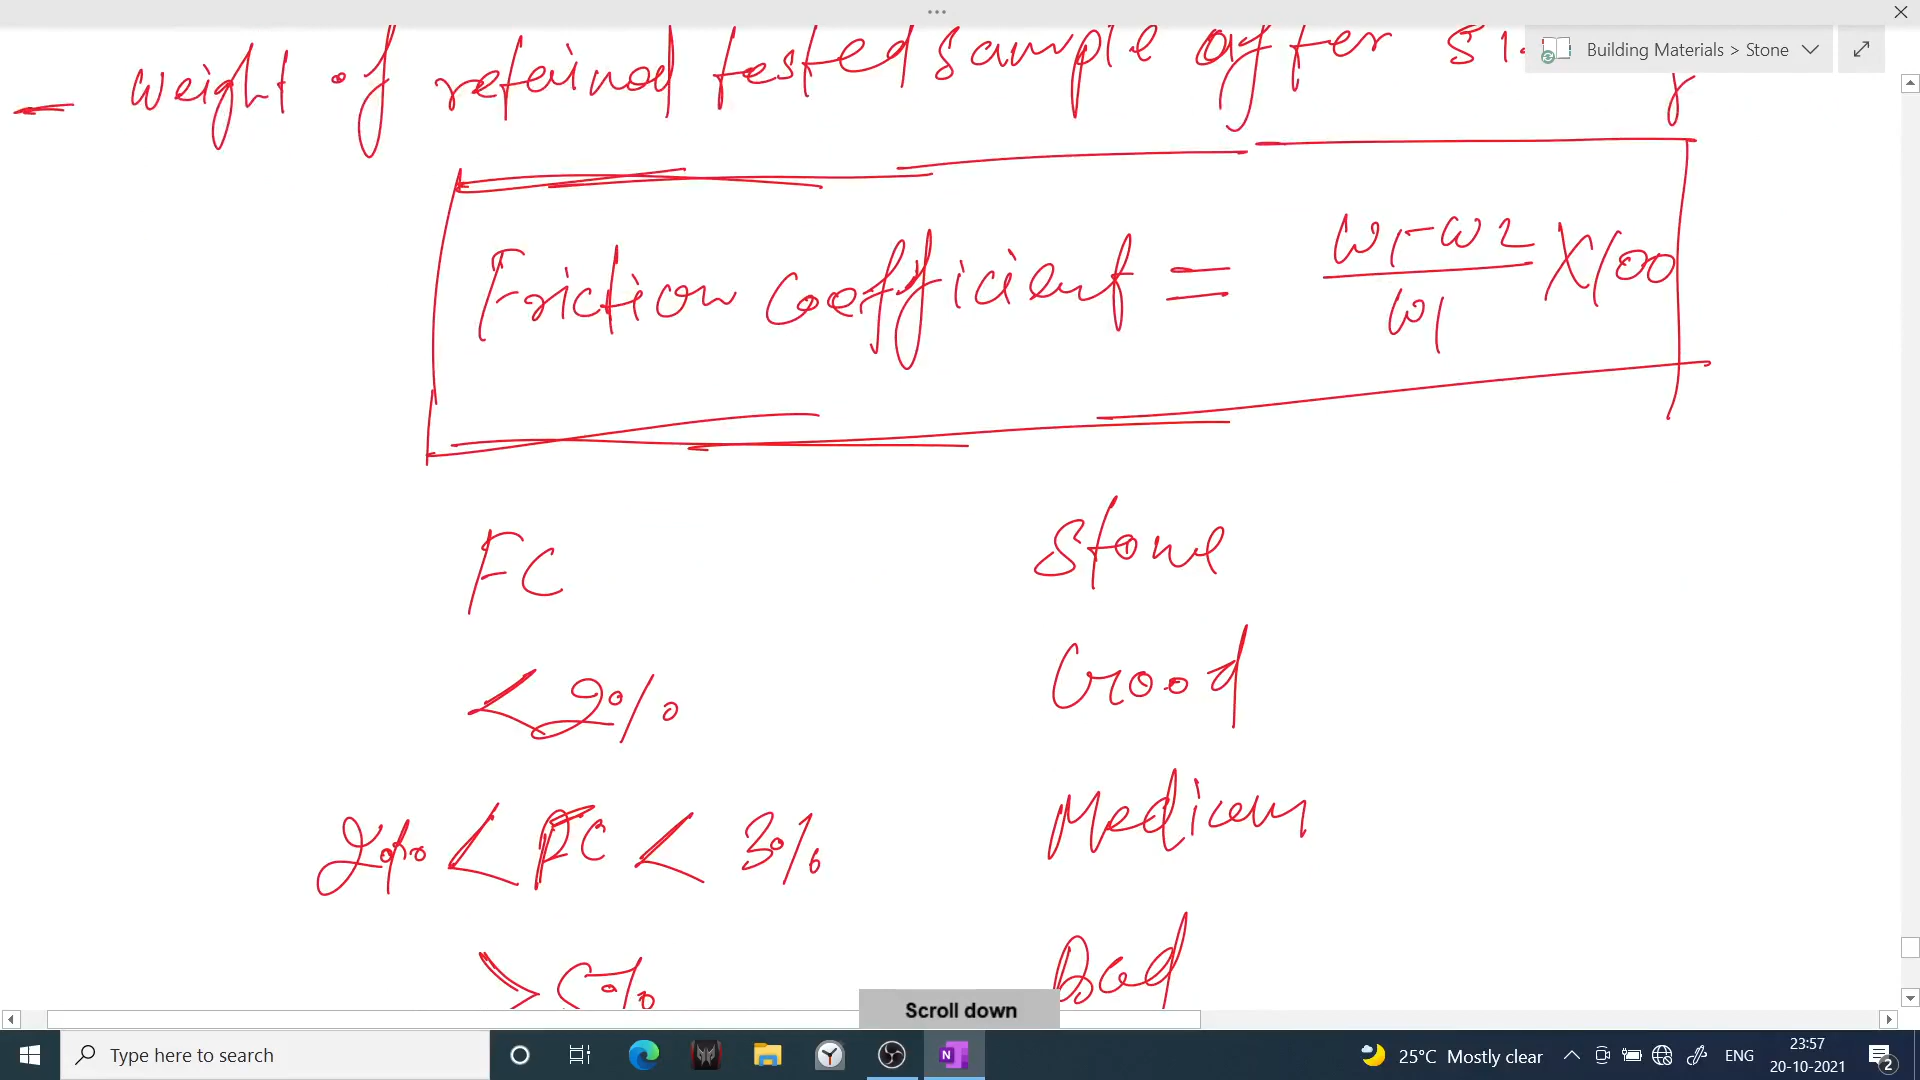 Building Materials > Stone
- weight of retained tested sample after
Friction Coefficient = W1-W2 / W1 X100
FC Stone
<2% Good
2% < FC < 3% Medium
>5% Bad
Scroll down
Type here to search
25°C Mostly clear
ENG
23:57
20-10-2021
2